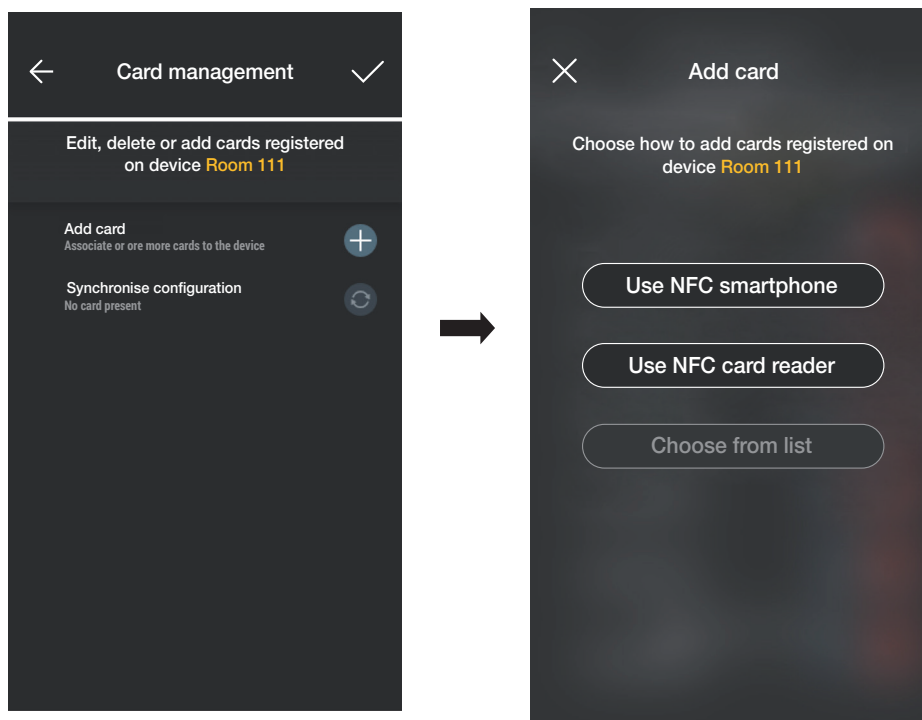 Card management
Edit, delete or add cards registered
on device Room 111
Add card
Associate or ore more cards to the device
Synchronise configuration
No card present
Add card
Choose how to add cards registered on
device Room 111
Use NFC smartphone
Use NFC card reader
Choose from list